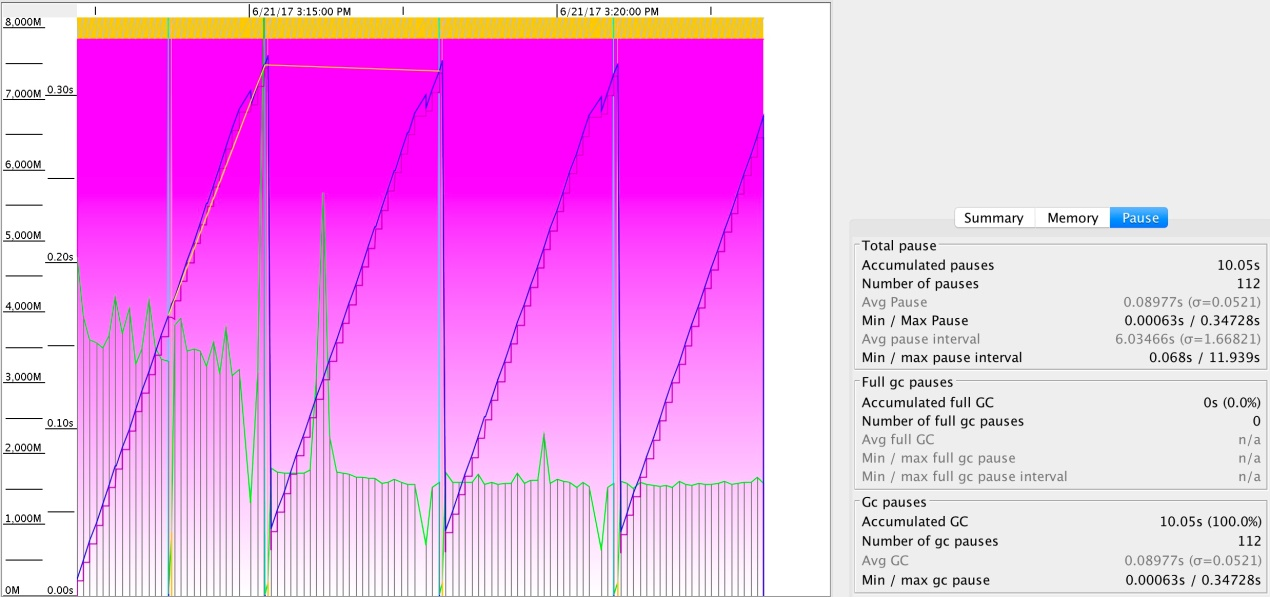 6/21/17 3:15:00 PM 6/21/17 3:20:00 PM
8,000M
7,000M 0.30s
6,000M
5,000M
0.20s
4,000M
3,000M
0.10s
2,000M
1,000M
0M 0.00s
Summary Memory Pause
Total pause
Accumulated pauses 10.05s
Number of pauses 112
Avg Pause 0.08977s (σ=0.0521)
Min / Max Pause 0.00063s / 0.34728s
Avg pause interval 6.03466s (σ=1.66821)
Min / max pause interval 0.068s / 11.939s
Full gc pauses
Accumulated full GC 0s (0.0%)
Number of full gc pauses 0
Avg full GC n/a
Min / max full gc pause n/a
Min / max full gc pause interval n/a
Gc pauses
Accumulated GC 10.05s (100.0%)
Number of gc pauses 112
Avg GC 0.08977s (σ=0.0521)
Min / max gc pause 0.00063s / 0.34728s